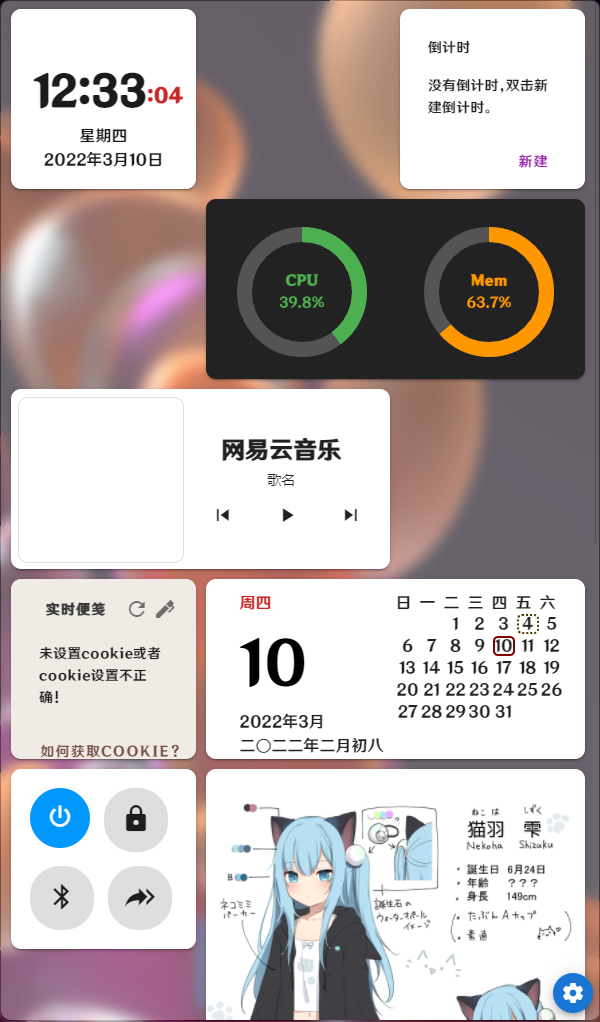 12:33:04
星期四
2022年3月10日
倒计时
没有倒计时,双击新
建倒计时。
新建
CPU
39.8%
Mem
63.7%
网易云音乐
歌名
实时便笺
未设置cookie或者
cookie设置不正
确!
如何获取COOKIE?
周四
10
2022年3月
二〇二二年二月初八
日 一 二 三 四 五 六
1 2 3 4 5
6 7 8 9 10 11 12
13 14 15 16 17 18 19
20 21 22 23 24 25 26
27 28 29 30 31
ねこ は しずく
猫羽 雫
Nekoha Shizuku
・誕生日 6月24日
・年齢 ???
・身長 149cm
・たぶんAカップ
・素直
ネコミミ
パーカー
誕生石の
ウォーターオパール
イメージ
B